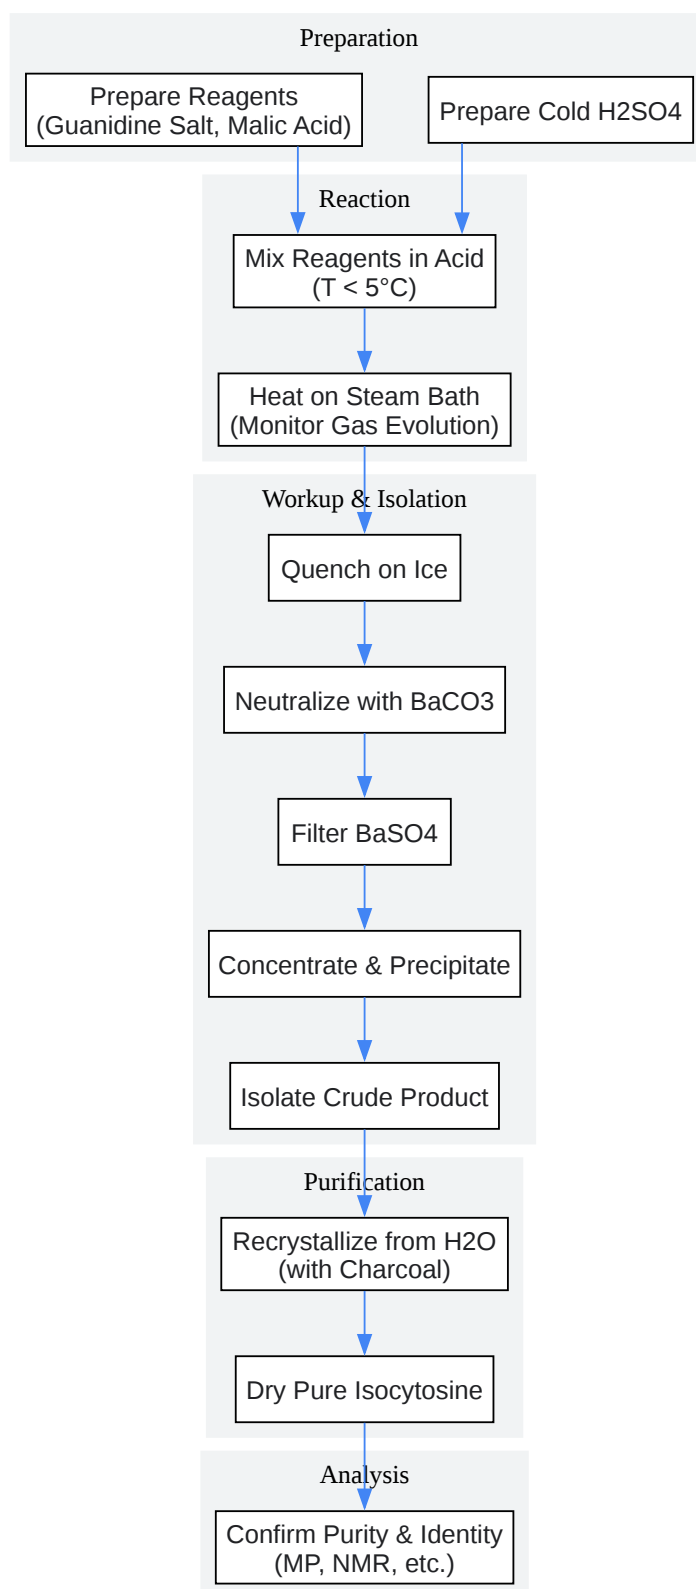 Preparation
Prepare Reagents
(Guanidine Salt, Malic Acid)
Prepare Cold H2SO4
Reaction
Mix Reagents in Acid
(T < 5°C)
Heat on Steam Bath
(Monitor Gas Evolution)
Workup & Isolation
Quench on Ice
Neutralize with BaCO3
Filter BaSO4
Concentrate & Precipitate
Isolate Crude Product
Purification
Recrystallize from H2O
(with Charcoal)
Dry Pure Isocytosine
Analysis
Confirm Purity & Identity
(MP, NMR, etc.)